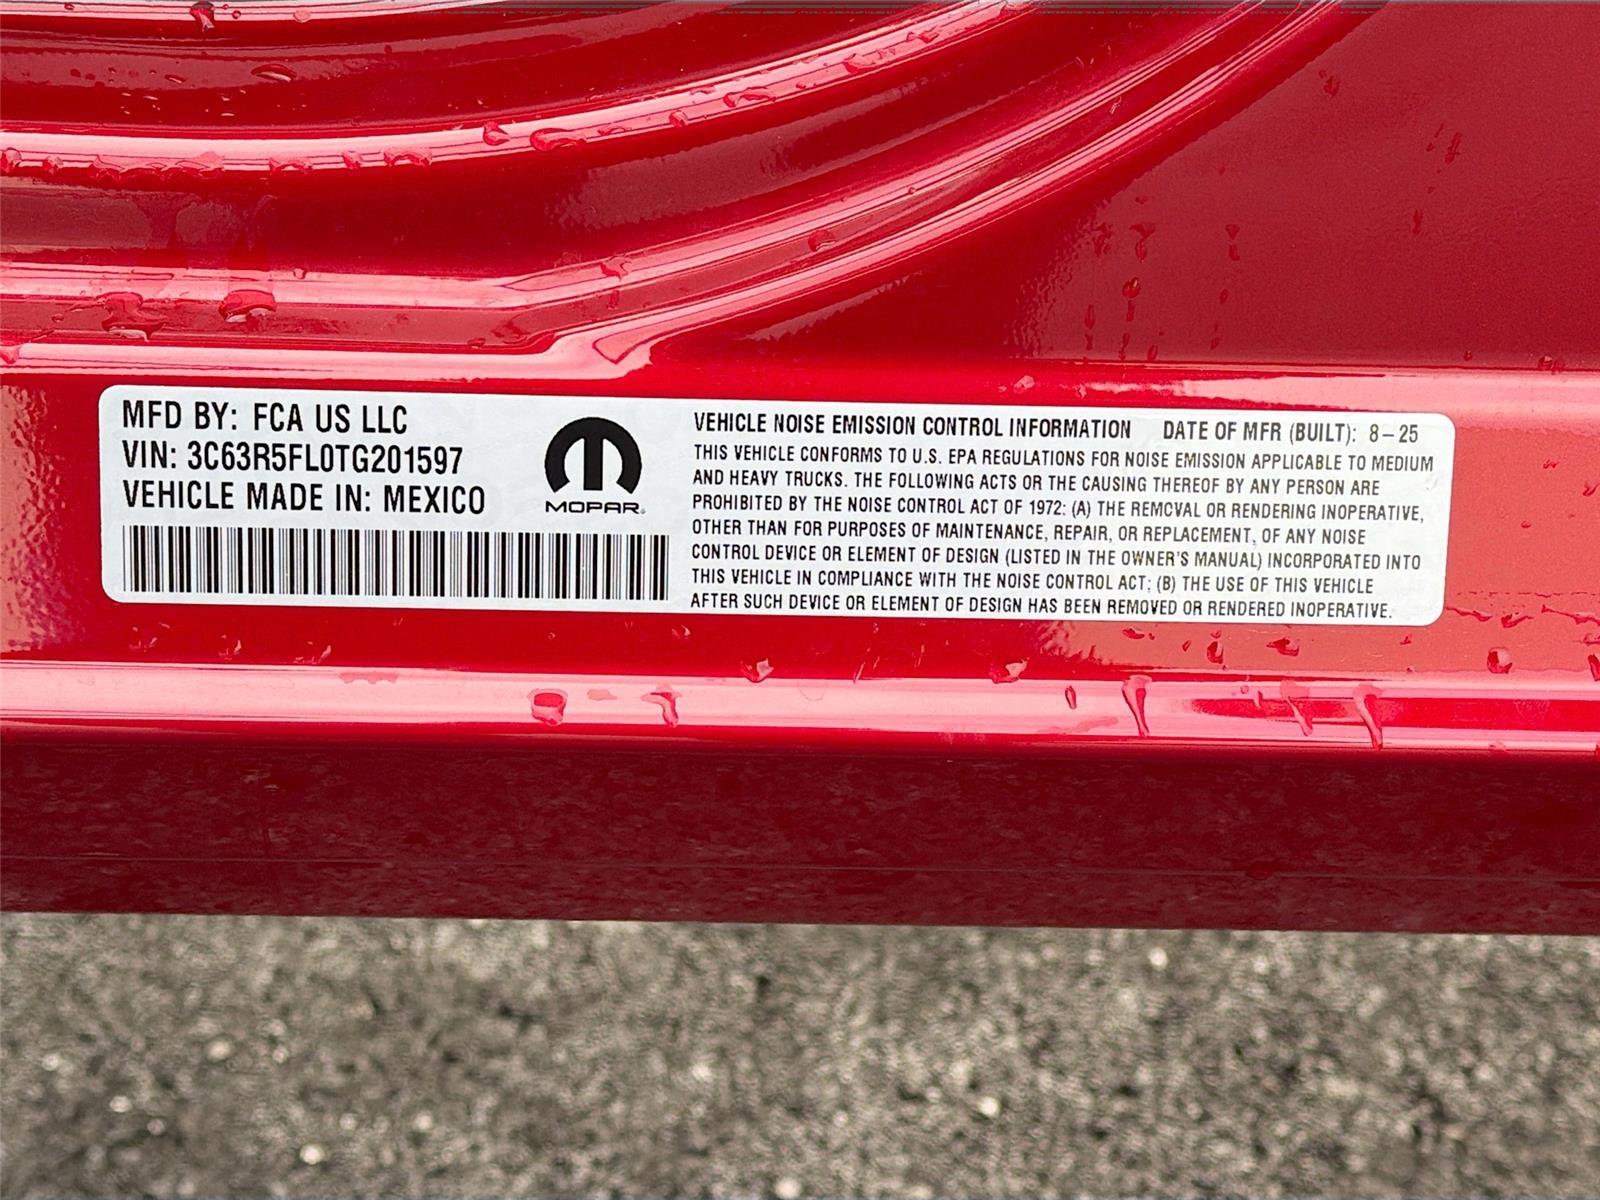 MFD BY: FCA US LLC
VIN: 3C63R5FL0TG201597
VEHICLE MADE IN: MEXICO
MOPAR®
VEHICLE NOISE EMISSION CONTROL INFORMATION DATE OF MFR (BUILT): 8-25
THIS VEHICLE CONFORMS TO U.S. EPA REGULATIONS FOR NOISE EMISSION APPLICABLE TO MEDIUM
AND HEAVY TRUCKS. THE FOLLOWING ACTS OR THE CAUSING THEREOF BY ANY PERSON ARE
PROHIBITED BY THE NOISE CONTROL ACT OF 1972: (A) THE REMOVAL OR RENDERING INOPERATIVE,
OTHER THAN FOR PURPOSES OF MAINTENANCE, REPAIR, OR REPLACEMENT, OF ANY NOISE
CONTROL DEVICE OR ELEMENT OF DESIGN (LISTED IN THE OWNER'S MANUAL) INCORPORATED INTO
THIS VEHICLE IN COMPLIANCE WITH THE NOISE CONTROL ACT; (B) THE USE OF THIS VEHICLE
AFTER SUCH DEVICE OR ELEMENT OF DESIGN HAS BEEN REMOVED OR RENDERED INOPERATIVE.